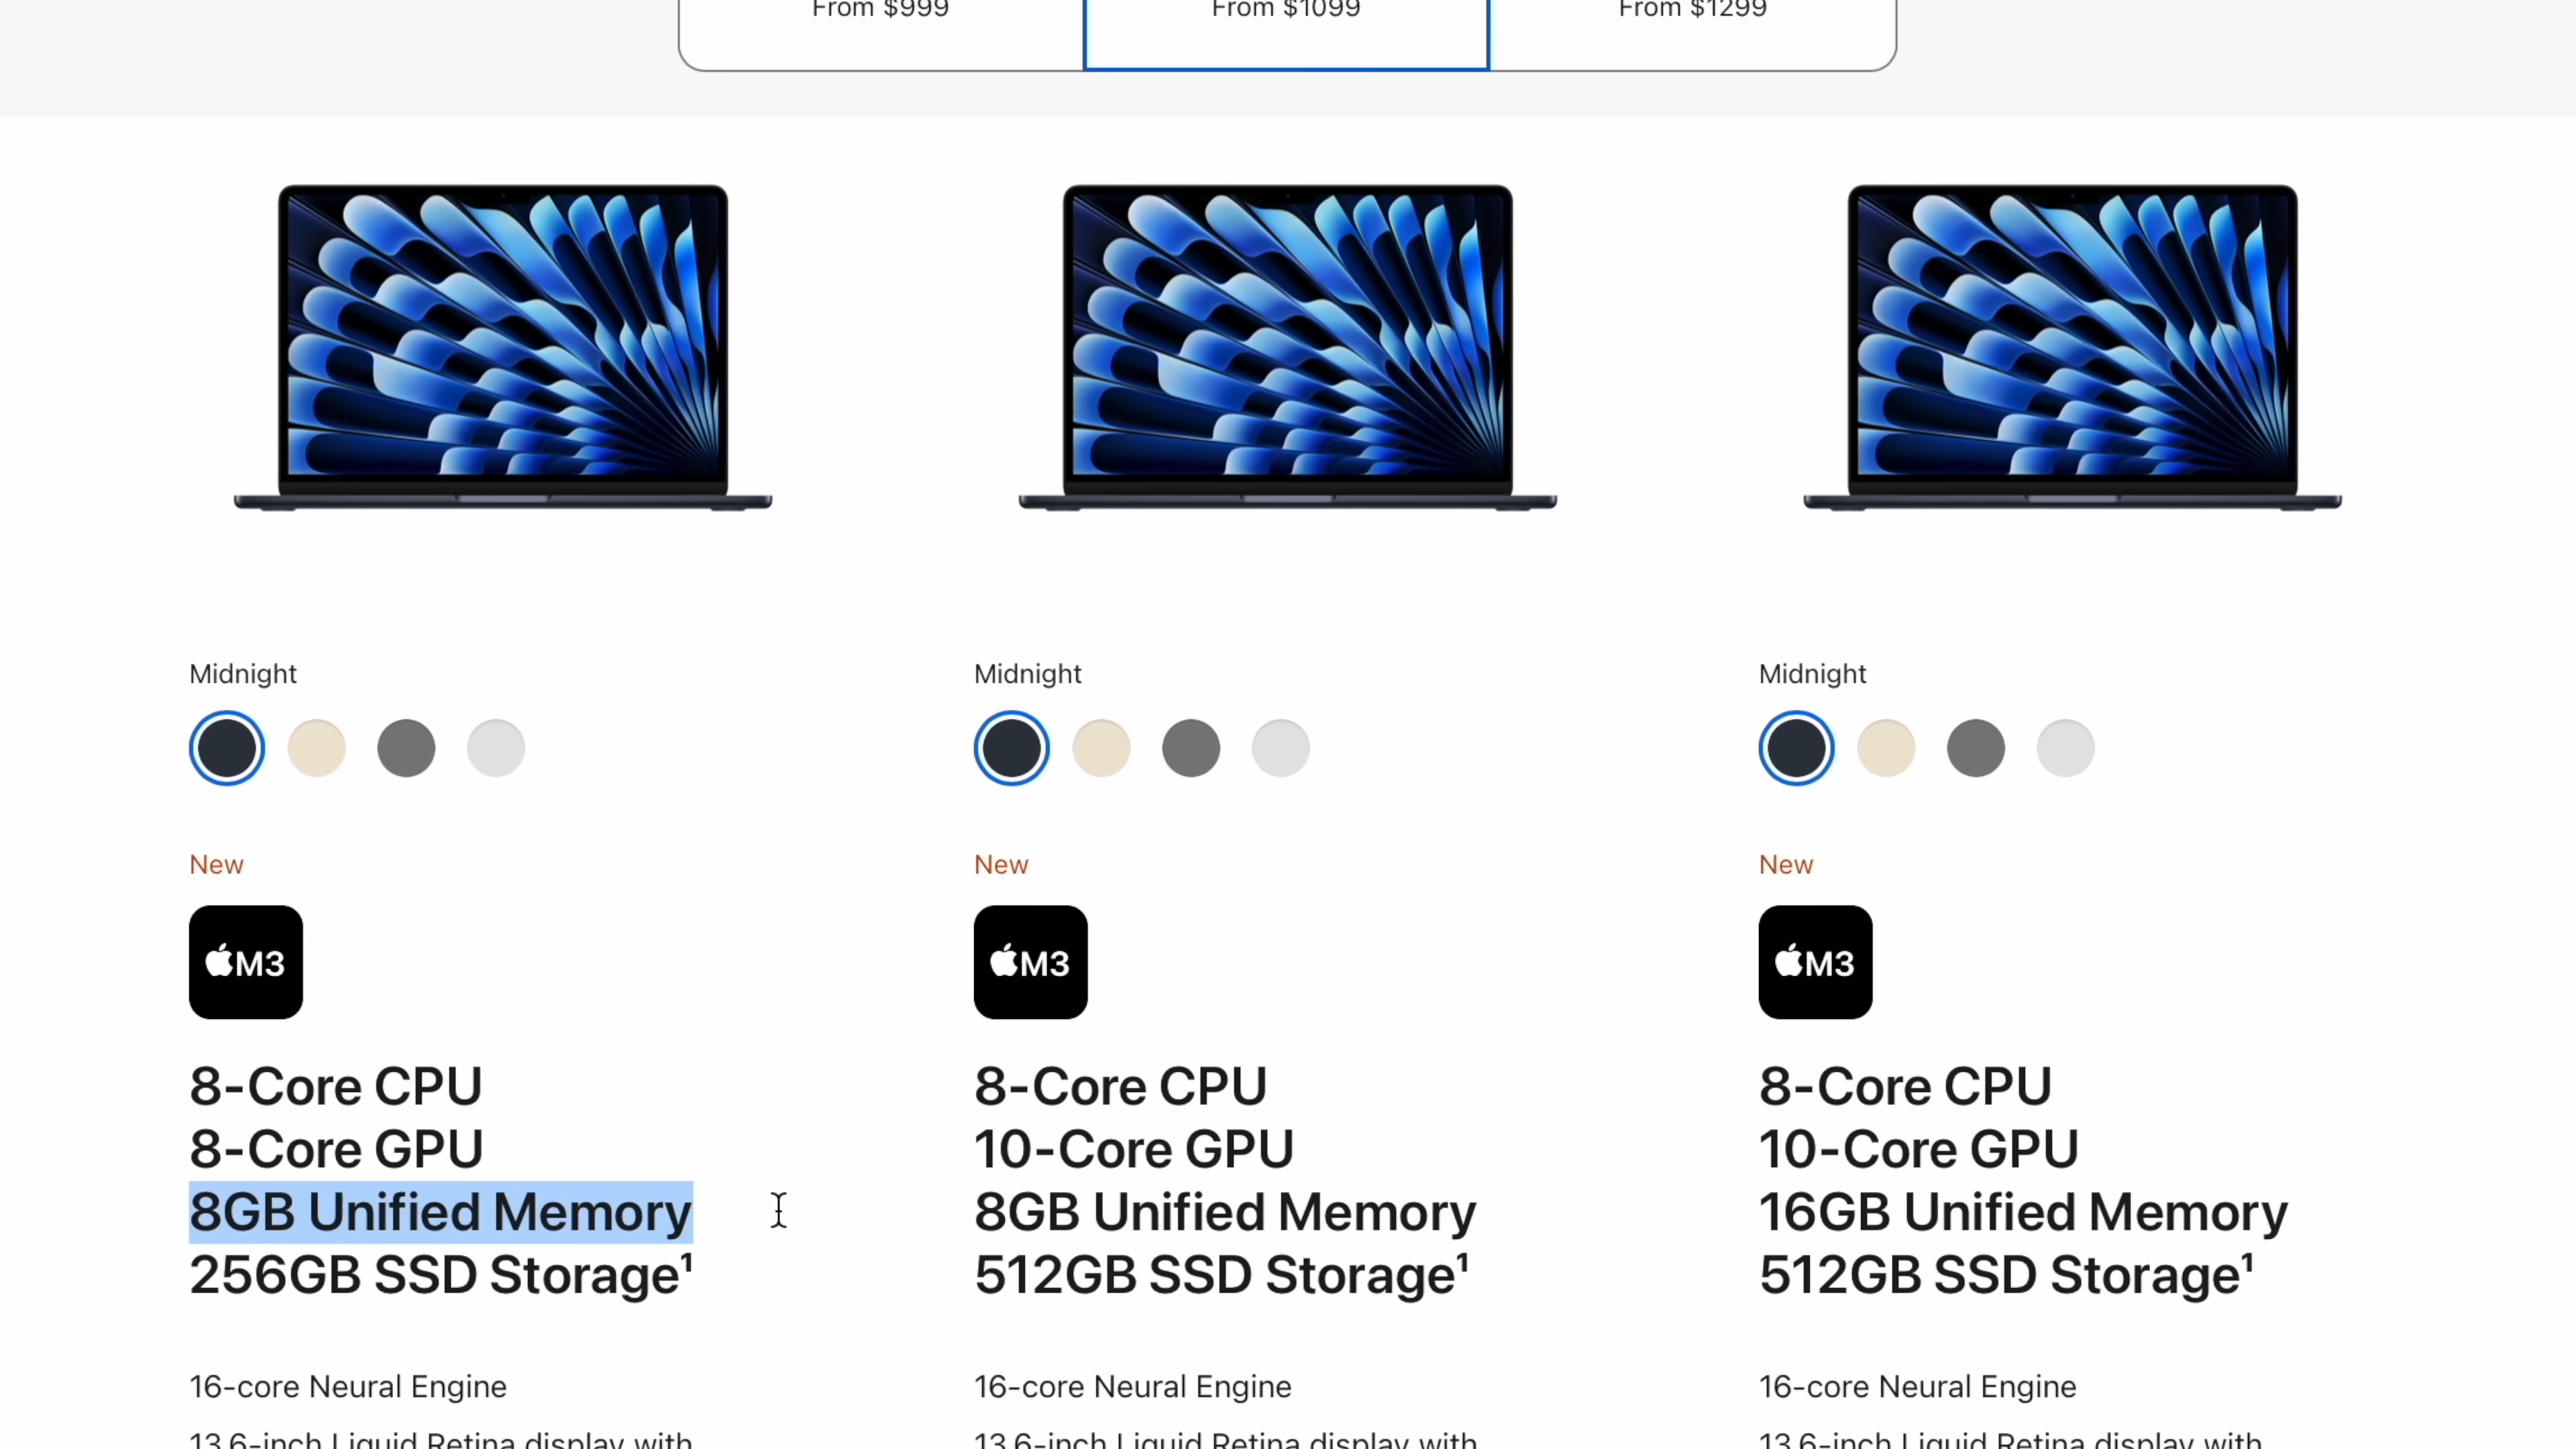 From $999
From $1099
From $1299
Midnight
New
M3
8-Core CPU
8-Core GPU
8GB Unified Memory
256GB SSD Storage¹
16-core Neural Engine
13.6-inch Liquid Retina display with
Midnight
New
M3
8-Core CPU
10-Core GPU
8GB Unified Memory
512GB SSD Storage¹
16-core Neural Engine
13.6-inch Liquid Retina display with
Midnight
New
M3
8-Core CPU
10-Core GPU
16GB Unified Memory
512GB SSD Storage¹
16-core Neural Engine
13.6-inch Liquid Retina display with